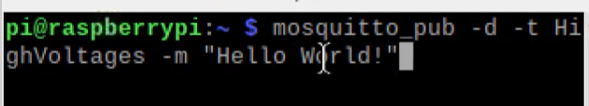 pi@raspberrypi:~ $ mosquitto_pub -d -t Hi
ghVoltages -m "Hello World!"